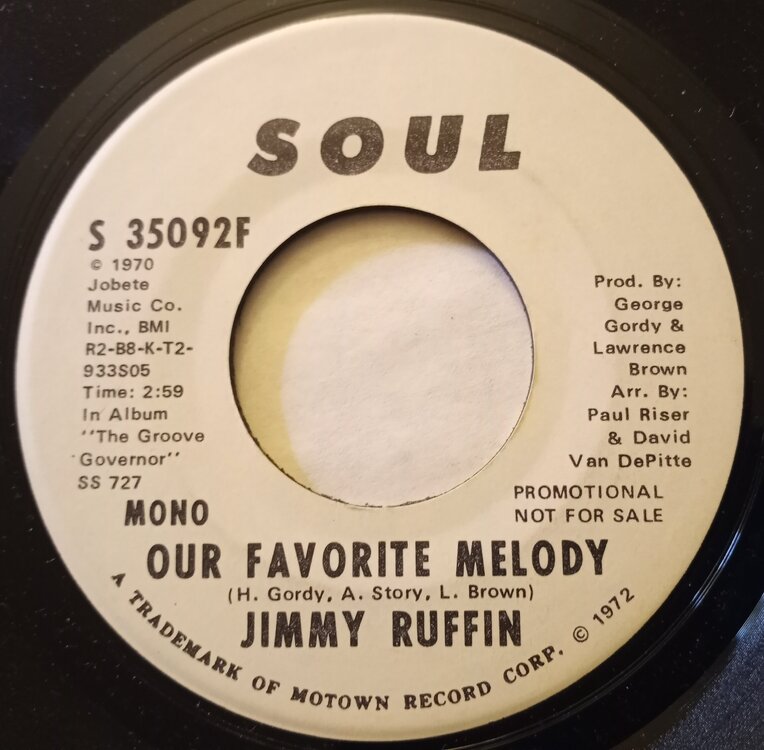 SOUL
S 35092F
© 1970
Jobete
Music Co.
Inc., BMI
R2-B8-K-T2-
933S05
Time: 2:59
In Album
"The Groove
Governor"
SS 727
MONO
Prod. By:
George
Gordy &
Lawrence
Brown
Arr. By:
Paul Riser
& David
Van DePitte
PROMOTIONAL
NOT FOR SALE
OUR FAVORITE MELODY
(H. Gordy, A. Story, L. Brown)
JIMMY RUFFIN
A TRADEMARK OF MOTOWN RECORD CORP. © 1972